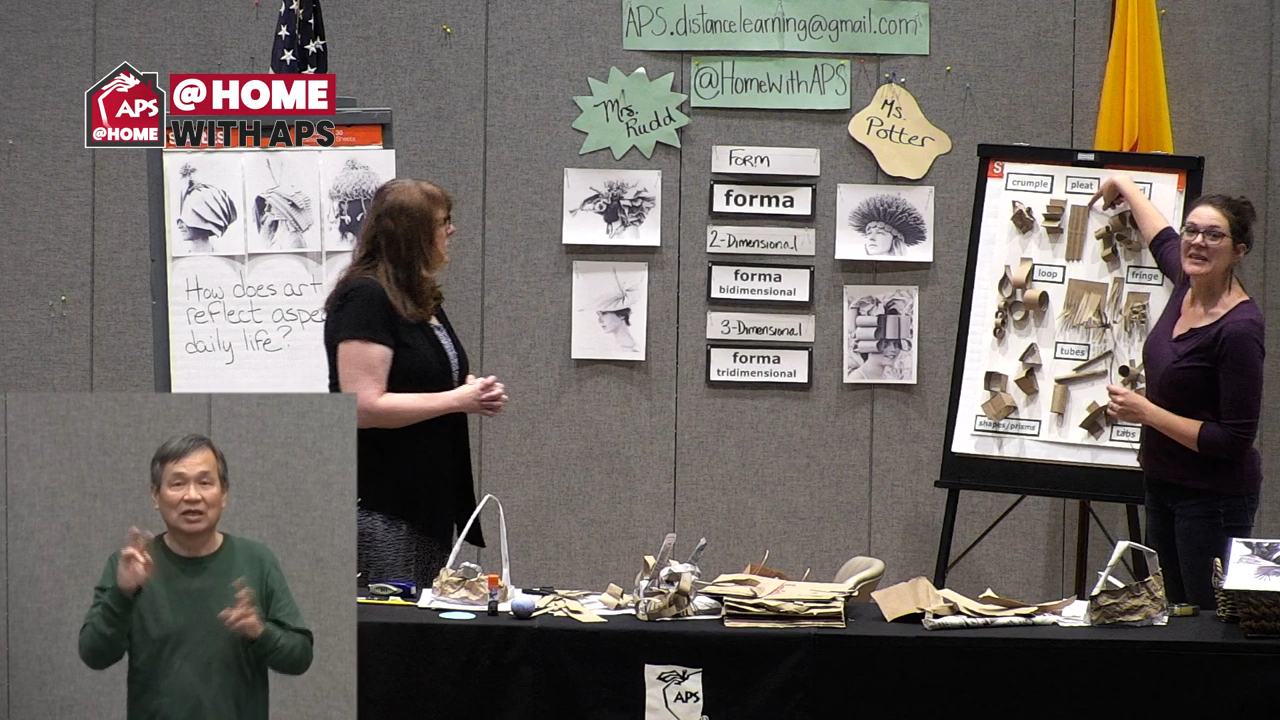 APS.distancelearning@gmail.com
@HomeWithAPS
Mrs. Rudd
Ms. Potter
APS
@HOME
@HOME
WITH APS
Sheets
How does art
reflect aspe
daily life?
Form
forma
2-Dimensional
forma
bidimensional
3-Dimensional
forma
tridimensional
crumple
pleat
loop
fringe
tubes
shapes/prisms
tabs
APS